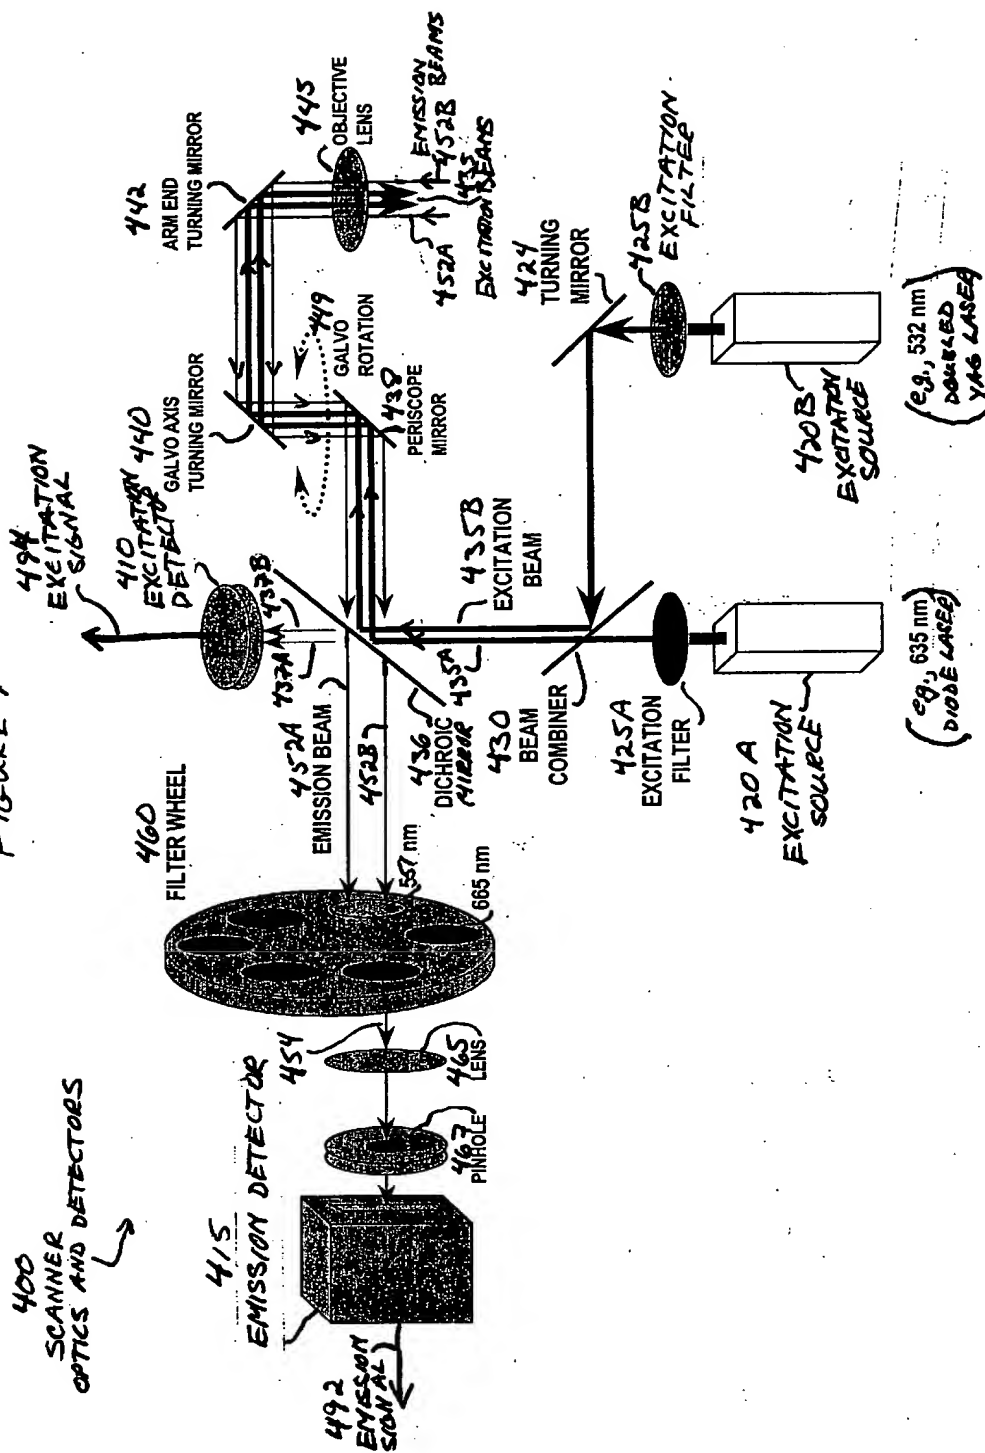 FIGURE 4
400
SCANNER
OPTICS AND DETECTORS
494
EXCITATION
SIGNAL
410
EXCITATION
DETECTOR
440
GALVO AXIS
TURNING MIRROR
442
ARM END
TURNING MIRROR
445
OBJECTIVE
LENS
EMISSION
452B BEAMS
435
EXCITATION BEAMS
452A
449
GALVO
ROTATION
438
PERISCOPE
MIRROR
437B
437A
460
FILTER WHEEL
452A
EMISSION BEAM
452B
436
DICHROIC
MIRROR
435A
435B
EXCITATION
BEAM
424
TURNING
MIRROR
425B
EXCITATION
FILTER
430
BEAM
COMBINER
425A
EXCITATION
FILTER
557 nm
665 nm
454
465
LENS
467
PINHOLE
415
EMISSION DETECTOR
492
EMISSION
SIGNAL
420A
EXCITATION
SOURCE
(e.g., 635 nm
DIODE LASER)
420B
EXCITATION
SOURCE
(e.g., 532 nm
DOUBLED
YAG LASER)